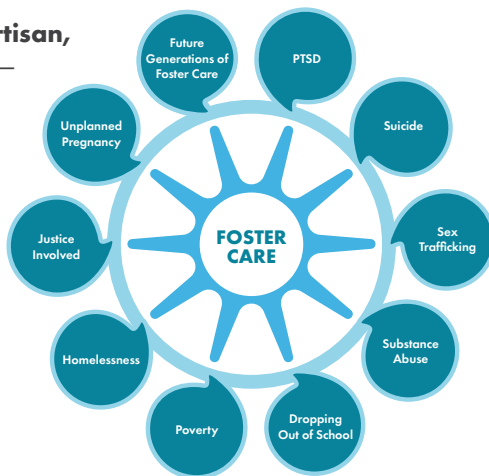 rtisan,
Future
Generations of
Foster Care
PTSD
Suicide
Sex
Trafficking
Substance
Abuse
Dropping
Out of School
Poverty
Homelessness
Justice
Involved
Unplanned
Pregnancy
FOSTER
CARE